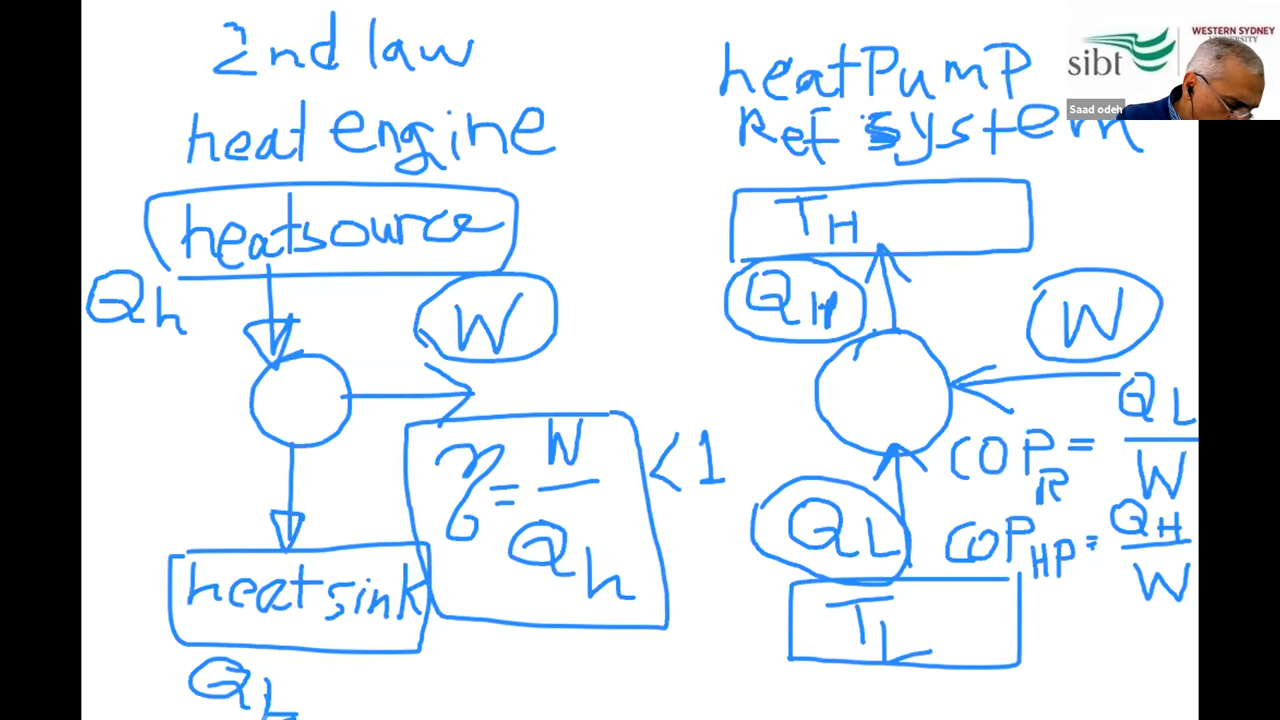 2nd law
heat engine
heatsource
Qh
W
η = W / Qh < 1
heatsink
QL
heatPumP
Ref system
TH
QH
W
COPR = QL / W
QL
COPHP = QH / W
TL
sibt
WESTERN SYDNEY
UNIVERSITY
Saad odeh